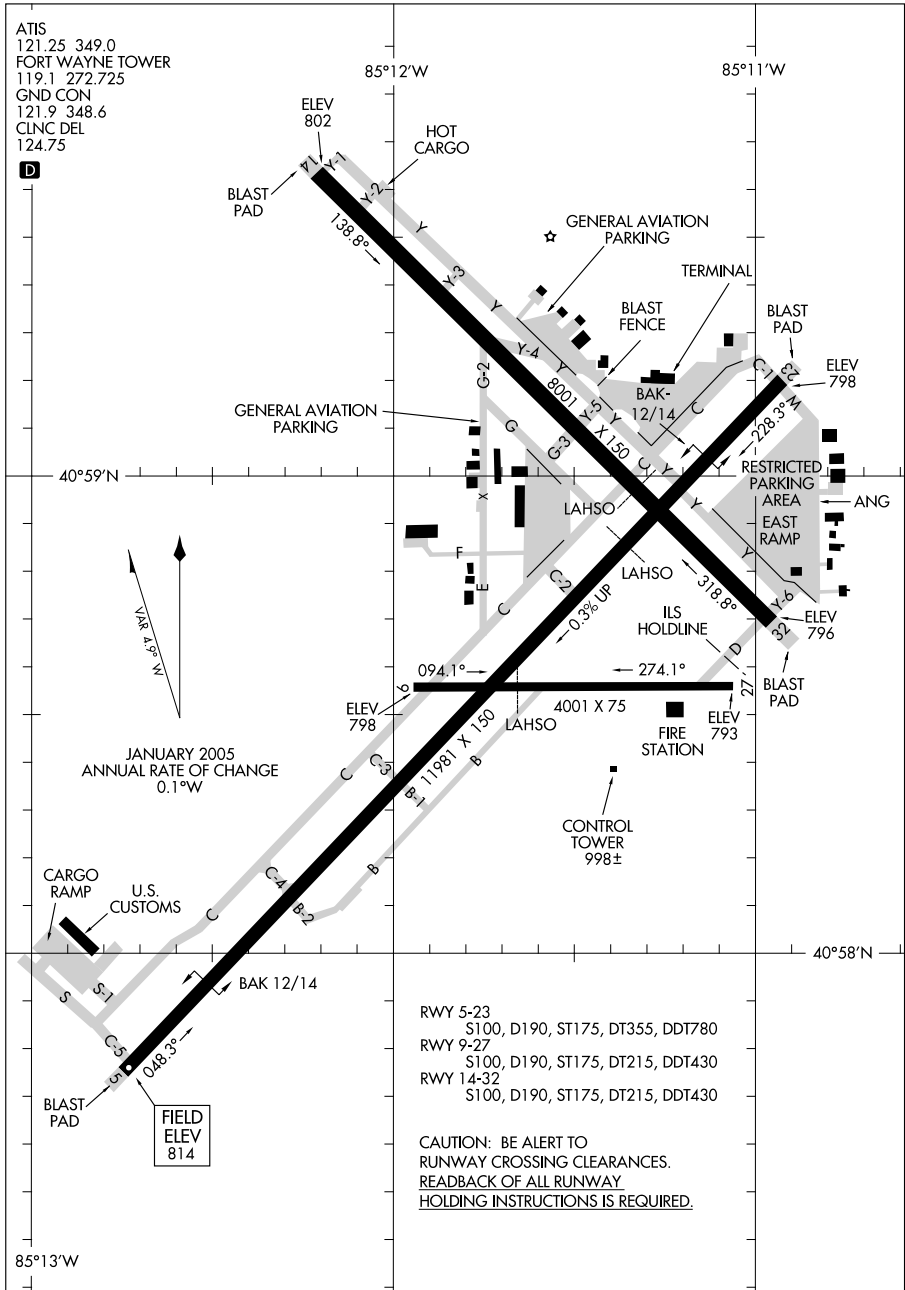 ATIS
121.25 349.0
FORT WAYNE TOWER
119.1 272.725
GND CON
121.9 348.6
CLNC DEL
124.75
D
85°12'W
85°11'W
ELEV
802
HOT
CARGO
14
Y-1
Y-2
BLAST
PAD
138.8°
Y
GENERAL AVIATION
PARKING
Y-3
TERMINAL
Y
BLAST
FENCE
BLAST
PAD
Y-4
Y
C-1
23
ELEV
798
G-2
8001 X 150
BAK-
12/14
C
W
GENERAL AVIATION
PARKING
G
Y-5
Y
228.3°
G-3
C
Y
Y
40°59'N
RESTRICTED
PARKING
AREA
ANG
X
LAHSO
EAST
RAMP
F
LAHSO
Y
C-2
E
C
0.3% UP
318.8°
Y-6
ILS
HOLDLINE
32
ELEV
796
VAR 4.9° W
D
BLAST
PAD
094.1°
274.1°
9
27
ELEV
798
4001 X 75
ELEV
793
LAHSO
FIRE
STATION
JANUARY 2005
ANNUAL RATE OF CHANGE
0.1°W
11981 X 150
C
C-3
B
B-1
CONTROL
TOWER
998±
C-4
B
CARGO
RAMP
U.S.
CUSTOMS
C
B-2
40°58'N
S
S-1
BAK 12/14
C-5
048.3°
5
BLAST
PAD
FIELD
ELEV
814
RWY 5-23
S100, D190, ST175, DT355, DDT780
RWY 9-27
S100, D190, ST175, DT215, DDT430
RWY 14-32
S100, D190, ST175, DT215, DDT430
CAUTION: BE ALERT TO
RUNWAY CROSSING CLEARANCES.
READBACK OF ALL RUNWAY
HOLDING INSTRUCTIONS IS REQUIRED.
85°13'W